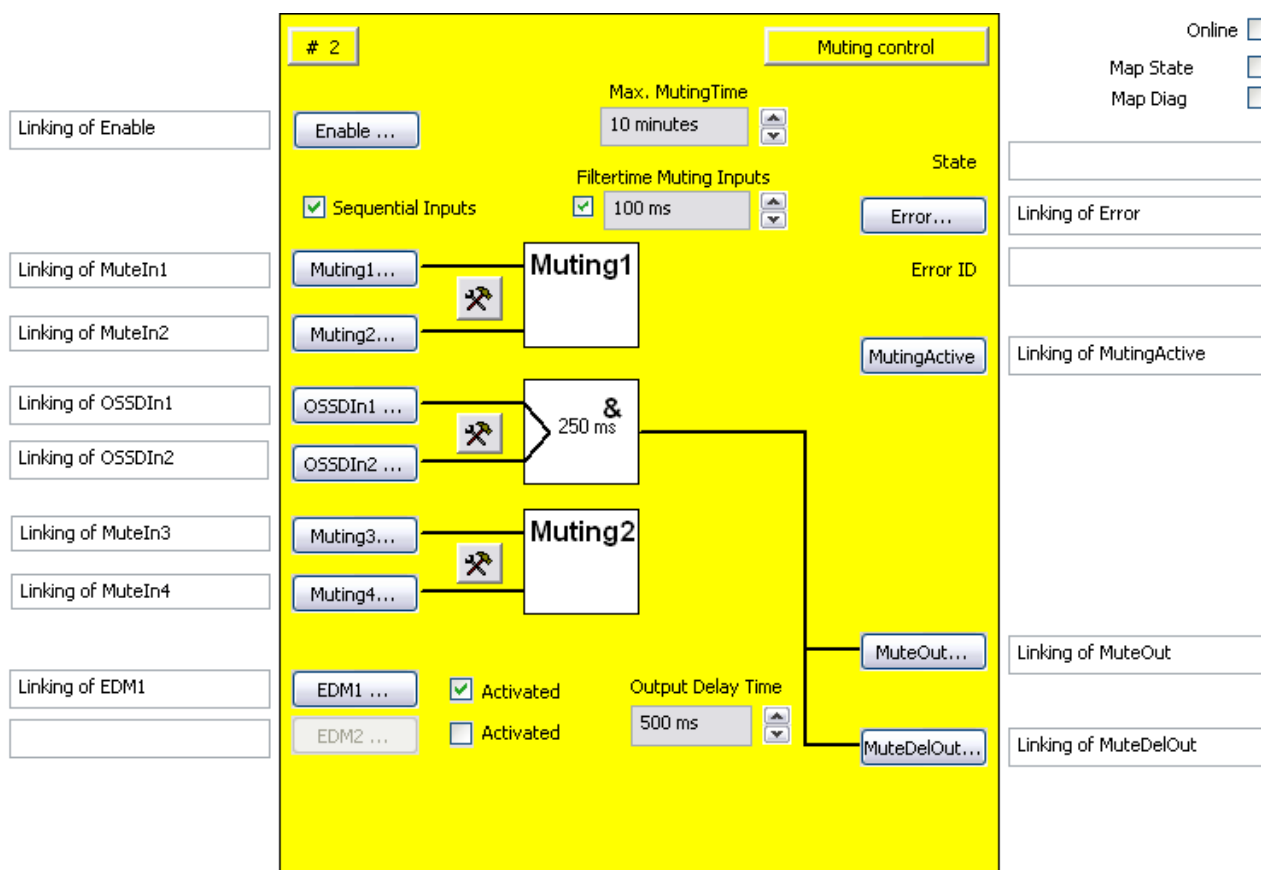 # 2
Muting control
Online
Map State
Map Diag
Max. MutingTime
10 minutes
Linking of Enable
Enable ...
State
Filtertime Muting Inputs
Sequential Inputs
100 ms
Error...
Linking of Error
Linking of MuteIn1
Muting1...
Muting1
Error ID
Linking of MuteIn2
Muting2...
MutingActive
Linking of MutingActive
Linking of OSSDIn1
OSSDIn1 ...
&
250 ms
Linking of OSSDIn2
OSSDIn2 ...
Linking of MuteIn3
Muting3...
Muting2
Linking of MuteIn4
Muting4...
MuteOut...
Linking of MuteOut
Linking of EDM1
EDM1 ...
Activated
Output Delay Time
500 ms
EDM2 ...
Activated
MuteDelOut...
Linking of MuteDelOut